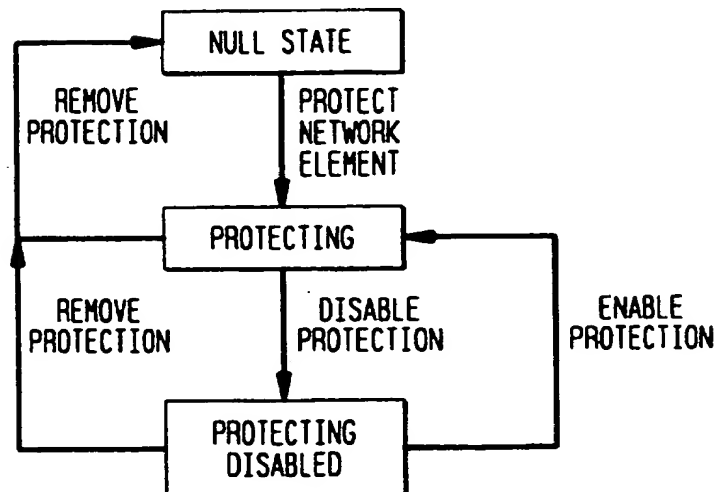 NULL STATE
REMOVE
PROTECTION
PROTECT
NETWORK
ELEMENT
PROTECTING
REMOVE
PROTECTION
DISABLE
PROTECTION
ENABLE
PROTECTION
PROTECTING
DISABLED